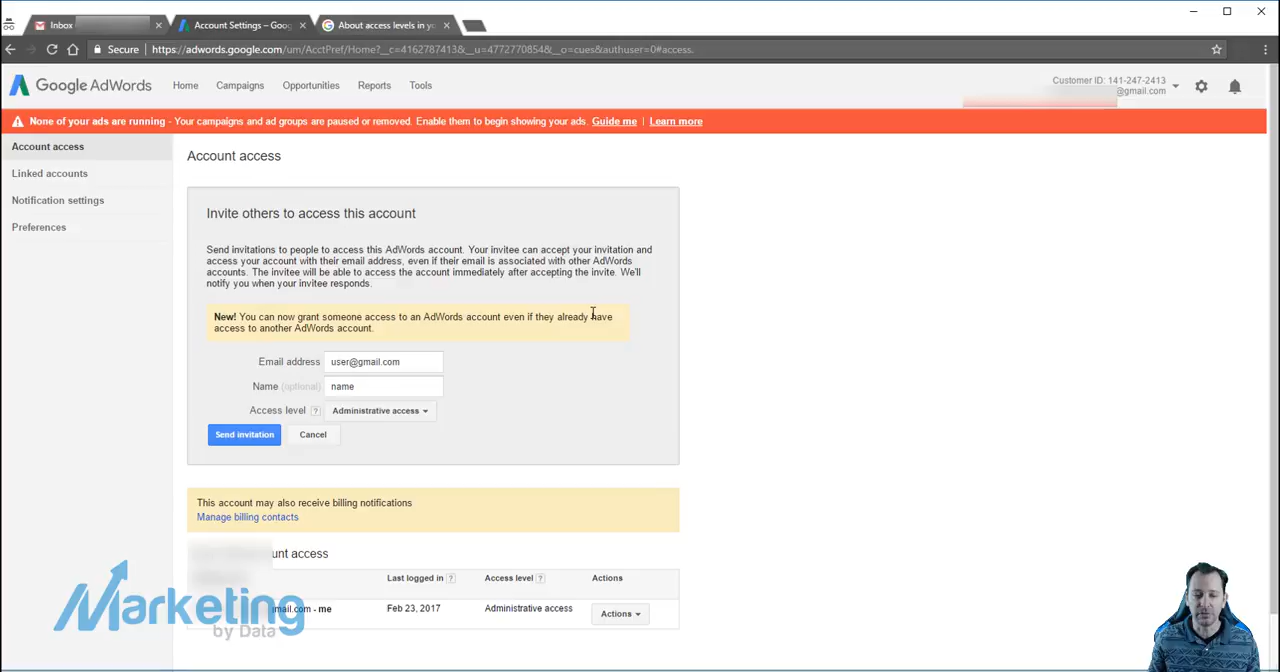 Inbox
Account Settings – Goog
About access levels in yo
Secure | https://adwords.google.com/um/AcctPref/Home?__c=4162787413&__u=4772770854&__o=cues&authuser=0#access.
Google AdWords
Home Campaigns Opportunities Reports Tools
Customer ID: 141-247-2413
@gmail.com
None of your ads are running - Your campaigns and ad groups are paused or removed. Enable them to begin showing your ads. Guide me | Learn more
Account access
Linked accounts
Notification settings
Preferences
Account access
Invite others to access this account
Send invitations to people to access this AdWords account. Your invitee can accept your invitation and
access your account with their email address, even if their email is associated with other AdWords
accounts. The invitee will be able to access the account immediately after accepting the invite. We'll
notify you when your invitee responds.
New! You can now grant someone access to an AdWords account even if they already have
access to another AdWords account.
Email address user@gmail.com
Name (optional) name
Access level ? Administrative access
Send invitation Cancel
This account may also receive billing notifications
Manage billing contacts
unt access
Last logged in ? Access level ? Actions
mail.com - me Feb 23, 2017 Administrative access Actions
Marketing
by Data